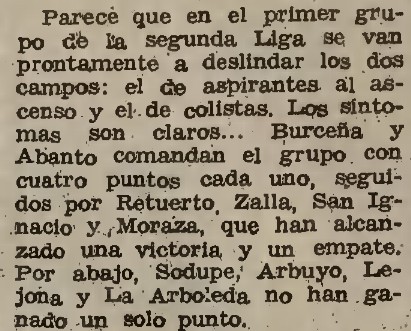 Parece que en el primer gru-
po de la segunda Liga se van
prontamente a deslindar los dos
campos: el de aspirantes al as-
censo y el de colistas. Los sínto-
mas son claros... Burceña y
Abanto comandan el grupo con
cuatro puntos cada uno, segui-
dos por Retuerto, Zalla, San Ig-
nacio y Moraza, que han alcan-
zado una victoria y un empate.
Por abajo, Sodupe, Arbuyo, Le-
jona y La Arboleda no han ga-
nado un solo punto.